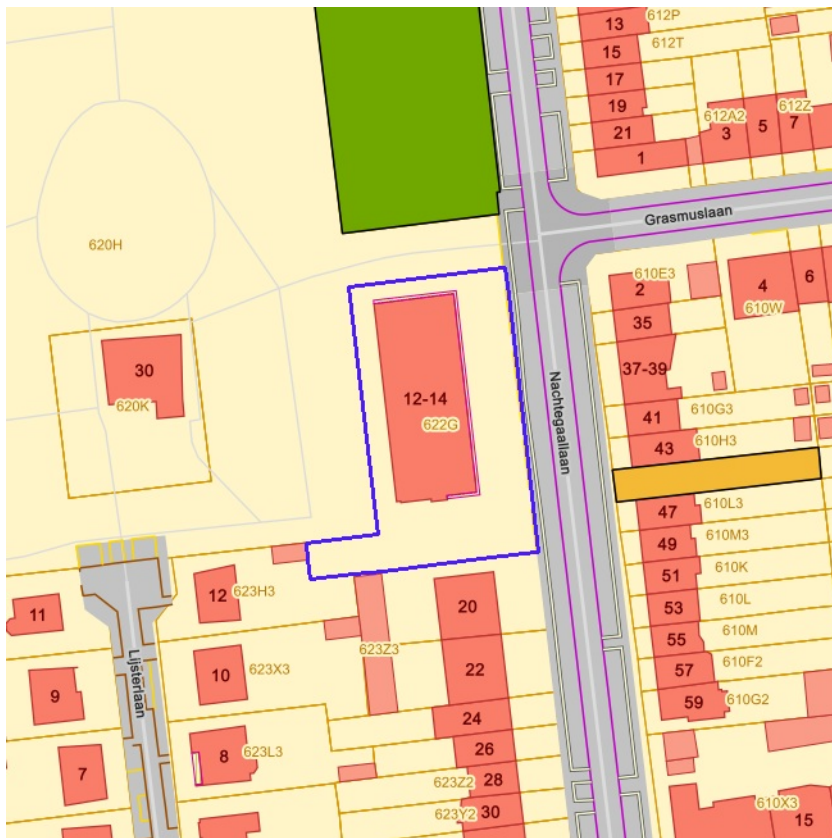 13
612P
15
612T
17
19
21
1
612A2
3
5
612Z
7
Grasmuslaan
620H
610E3
2
4
6
610W
35
30
620K
12-14
622G
Nachtegaallaan
37-39
41
610G3
43
610H3
47
610L3
49
610M3
51
610K
53
610L
55
610M
57
610F2
59
610G2
11
12
623H3
20
623Z3
Lijsterlaan
9
10
623X3
22
24
7
8
623L3
26
623Z2
28
623Y2
30
610X3
15